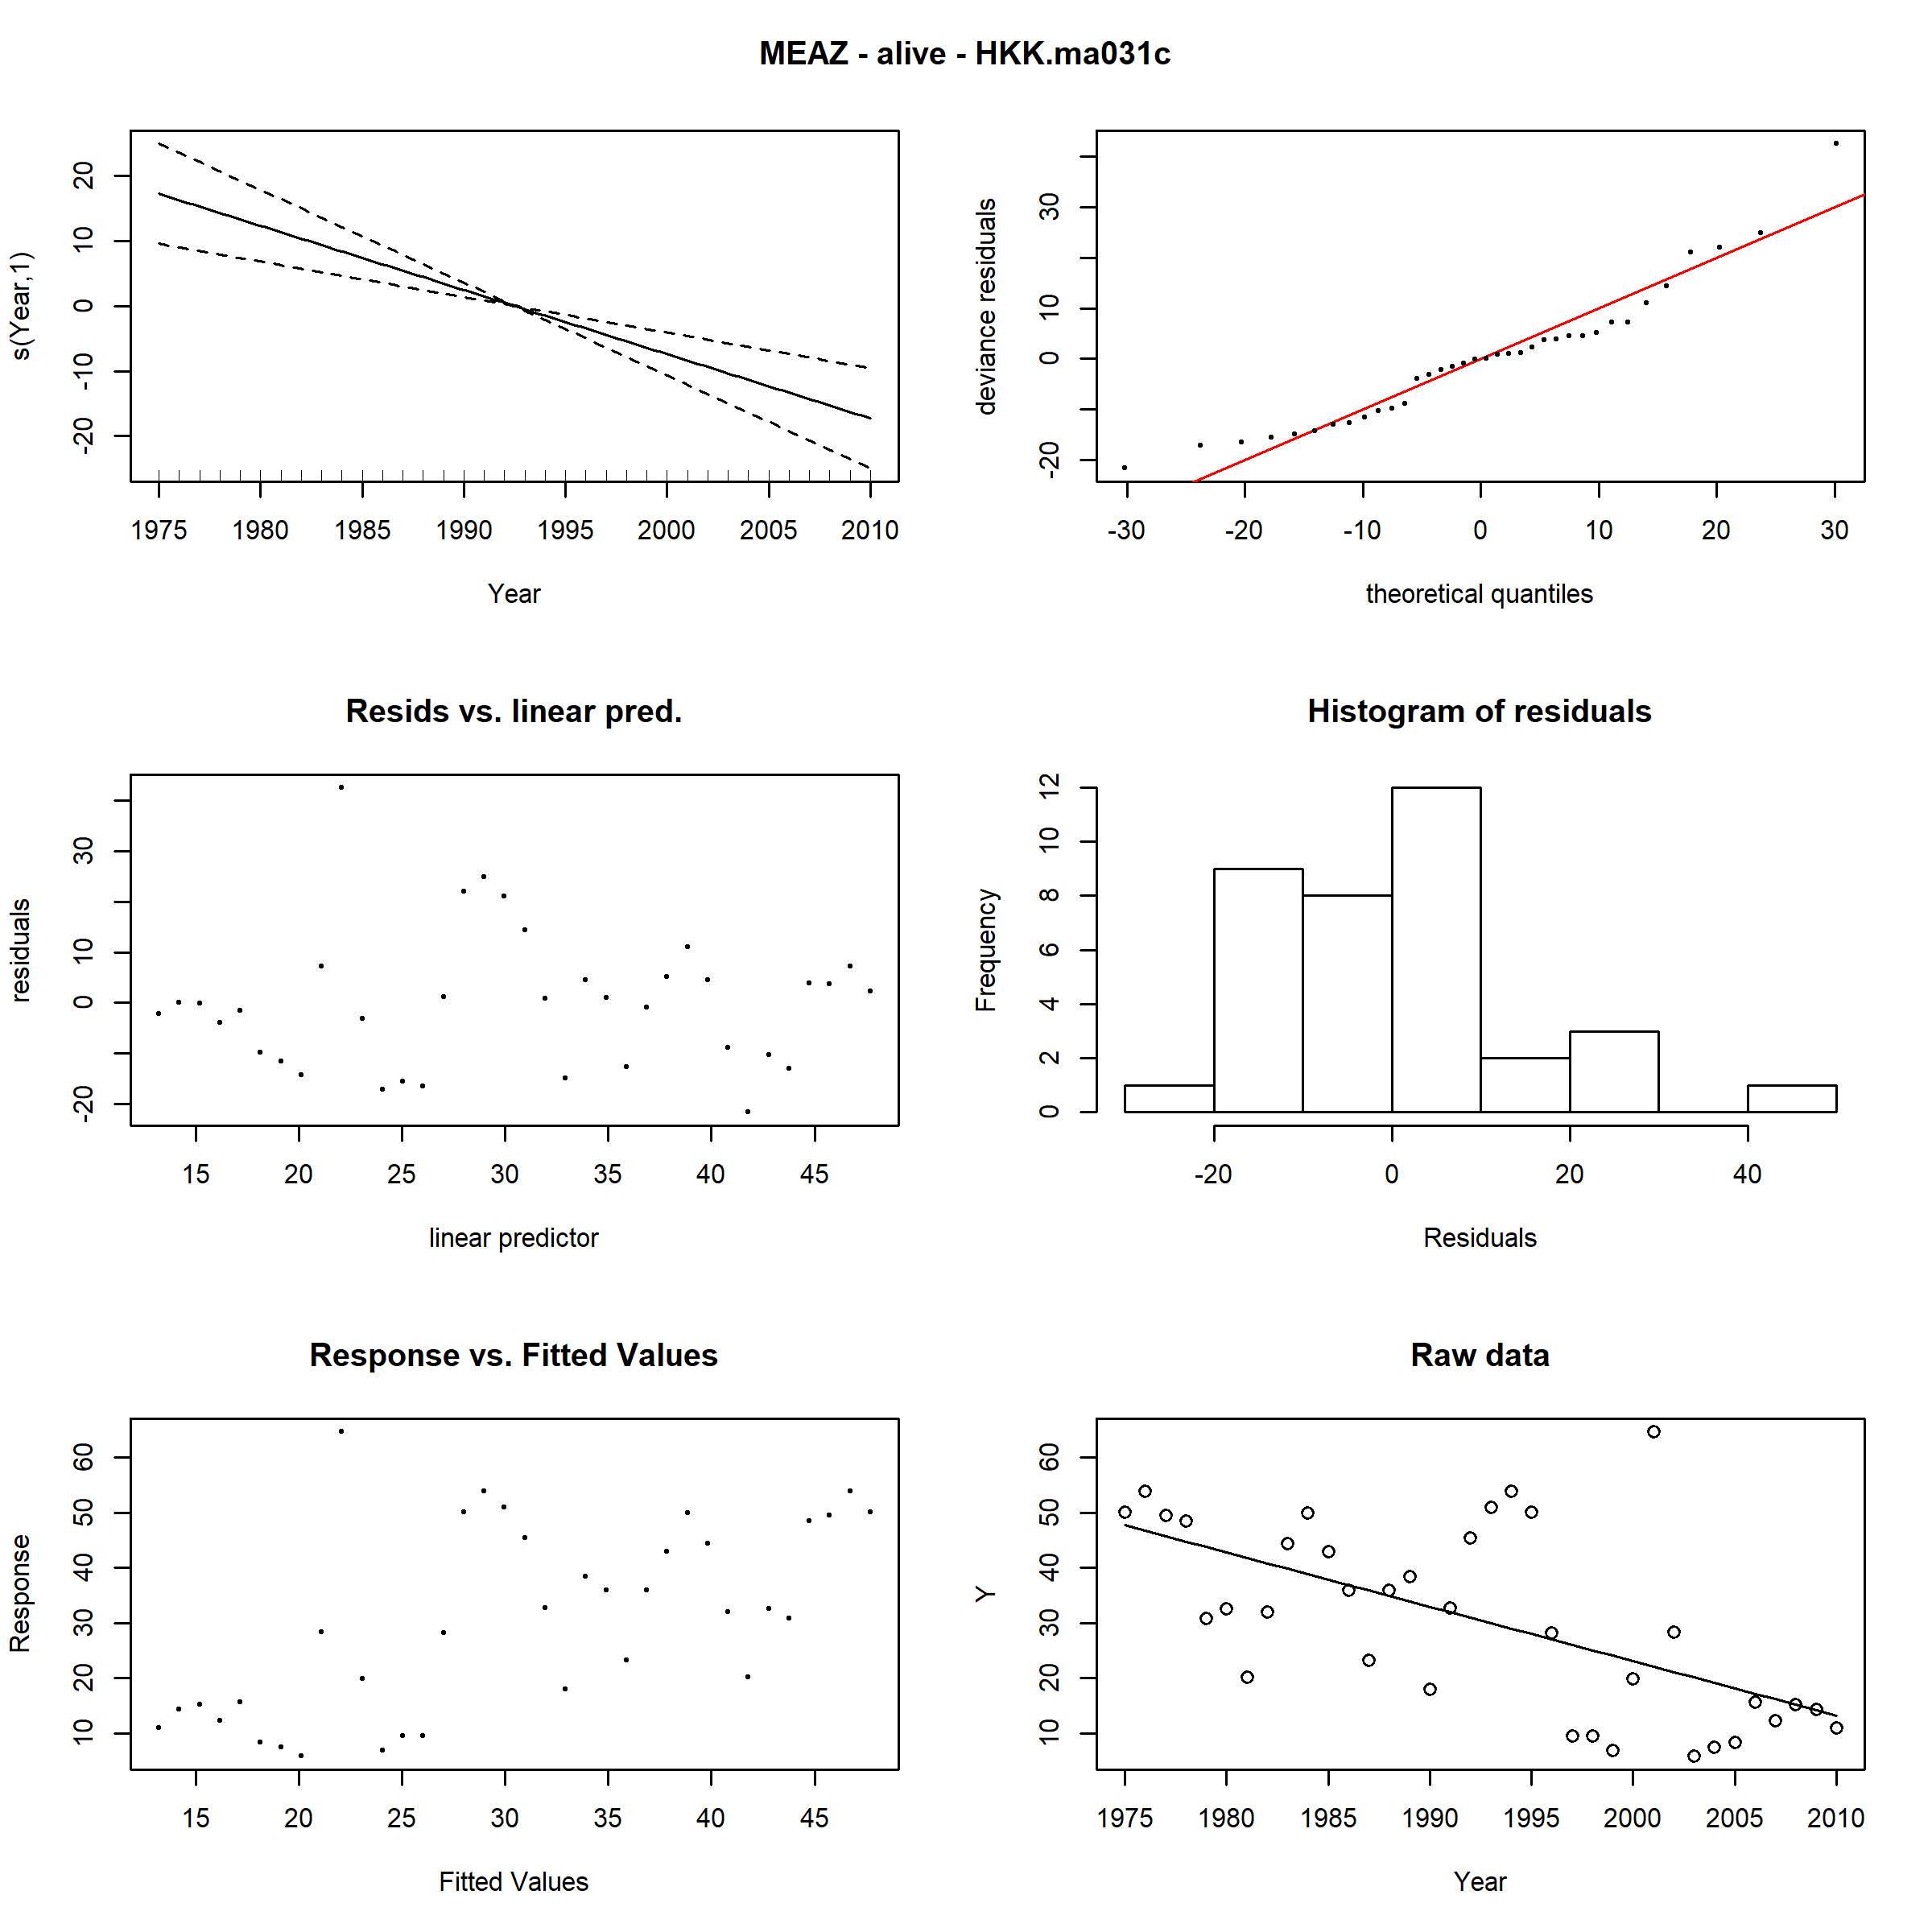 MEAZ - alive - HKK.ma031c
s(Year,1)
20
10
0
-10
-20
1975 1980 1985 1990 1995 2000 2005 2010
Year
deviance residuals
30
10
0
-20
-30 -20 -10 0 10 20 30
theoretical quantiles
Resids vs. linear pred.
residuals
30
10
0
-20
15 20 25 30 35 40 45
linear predictor
Histogram of residuals
Frequency
12
10
8
6
4
2
0
-20 0 20 40
Residuals
Response vs. Fitted Values
Response
60
50
40
30
20
10
15 20 25 30 35 40 45
Fitted Values
Raw data
Y
60
50
40
30
20
10
1975 1980 1985 1990 1995 2000 2005 2010
Year